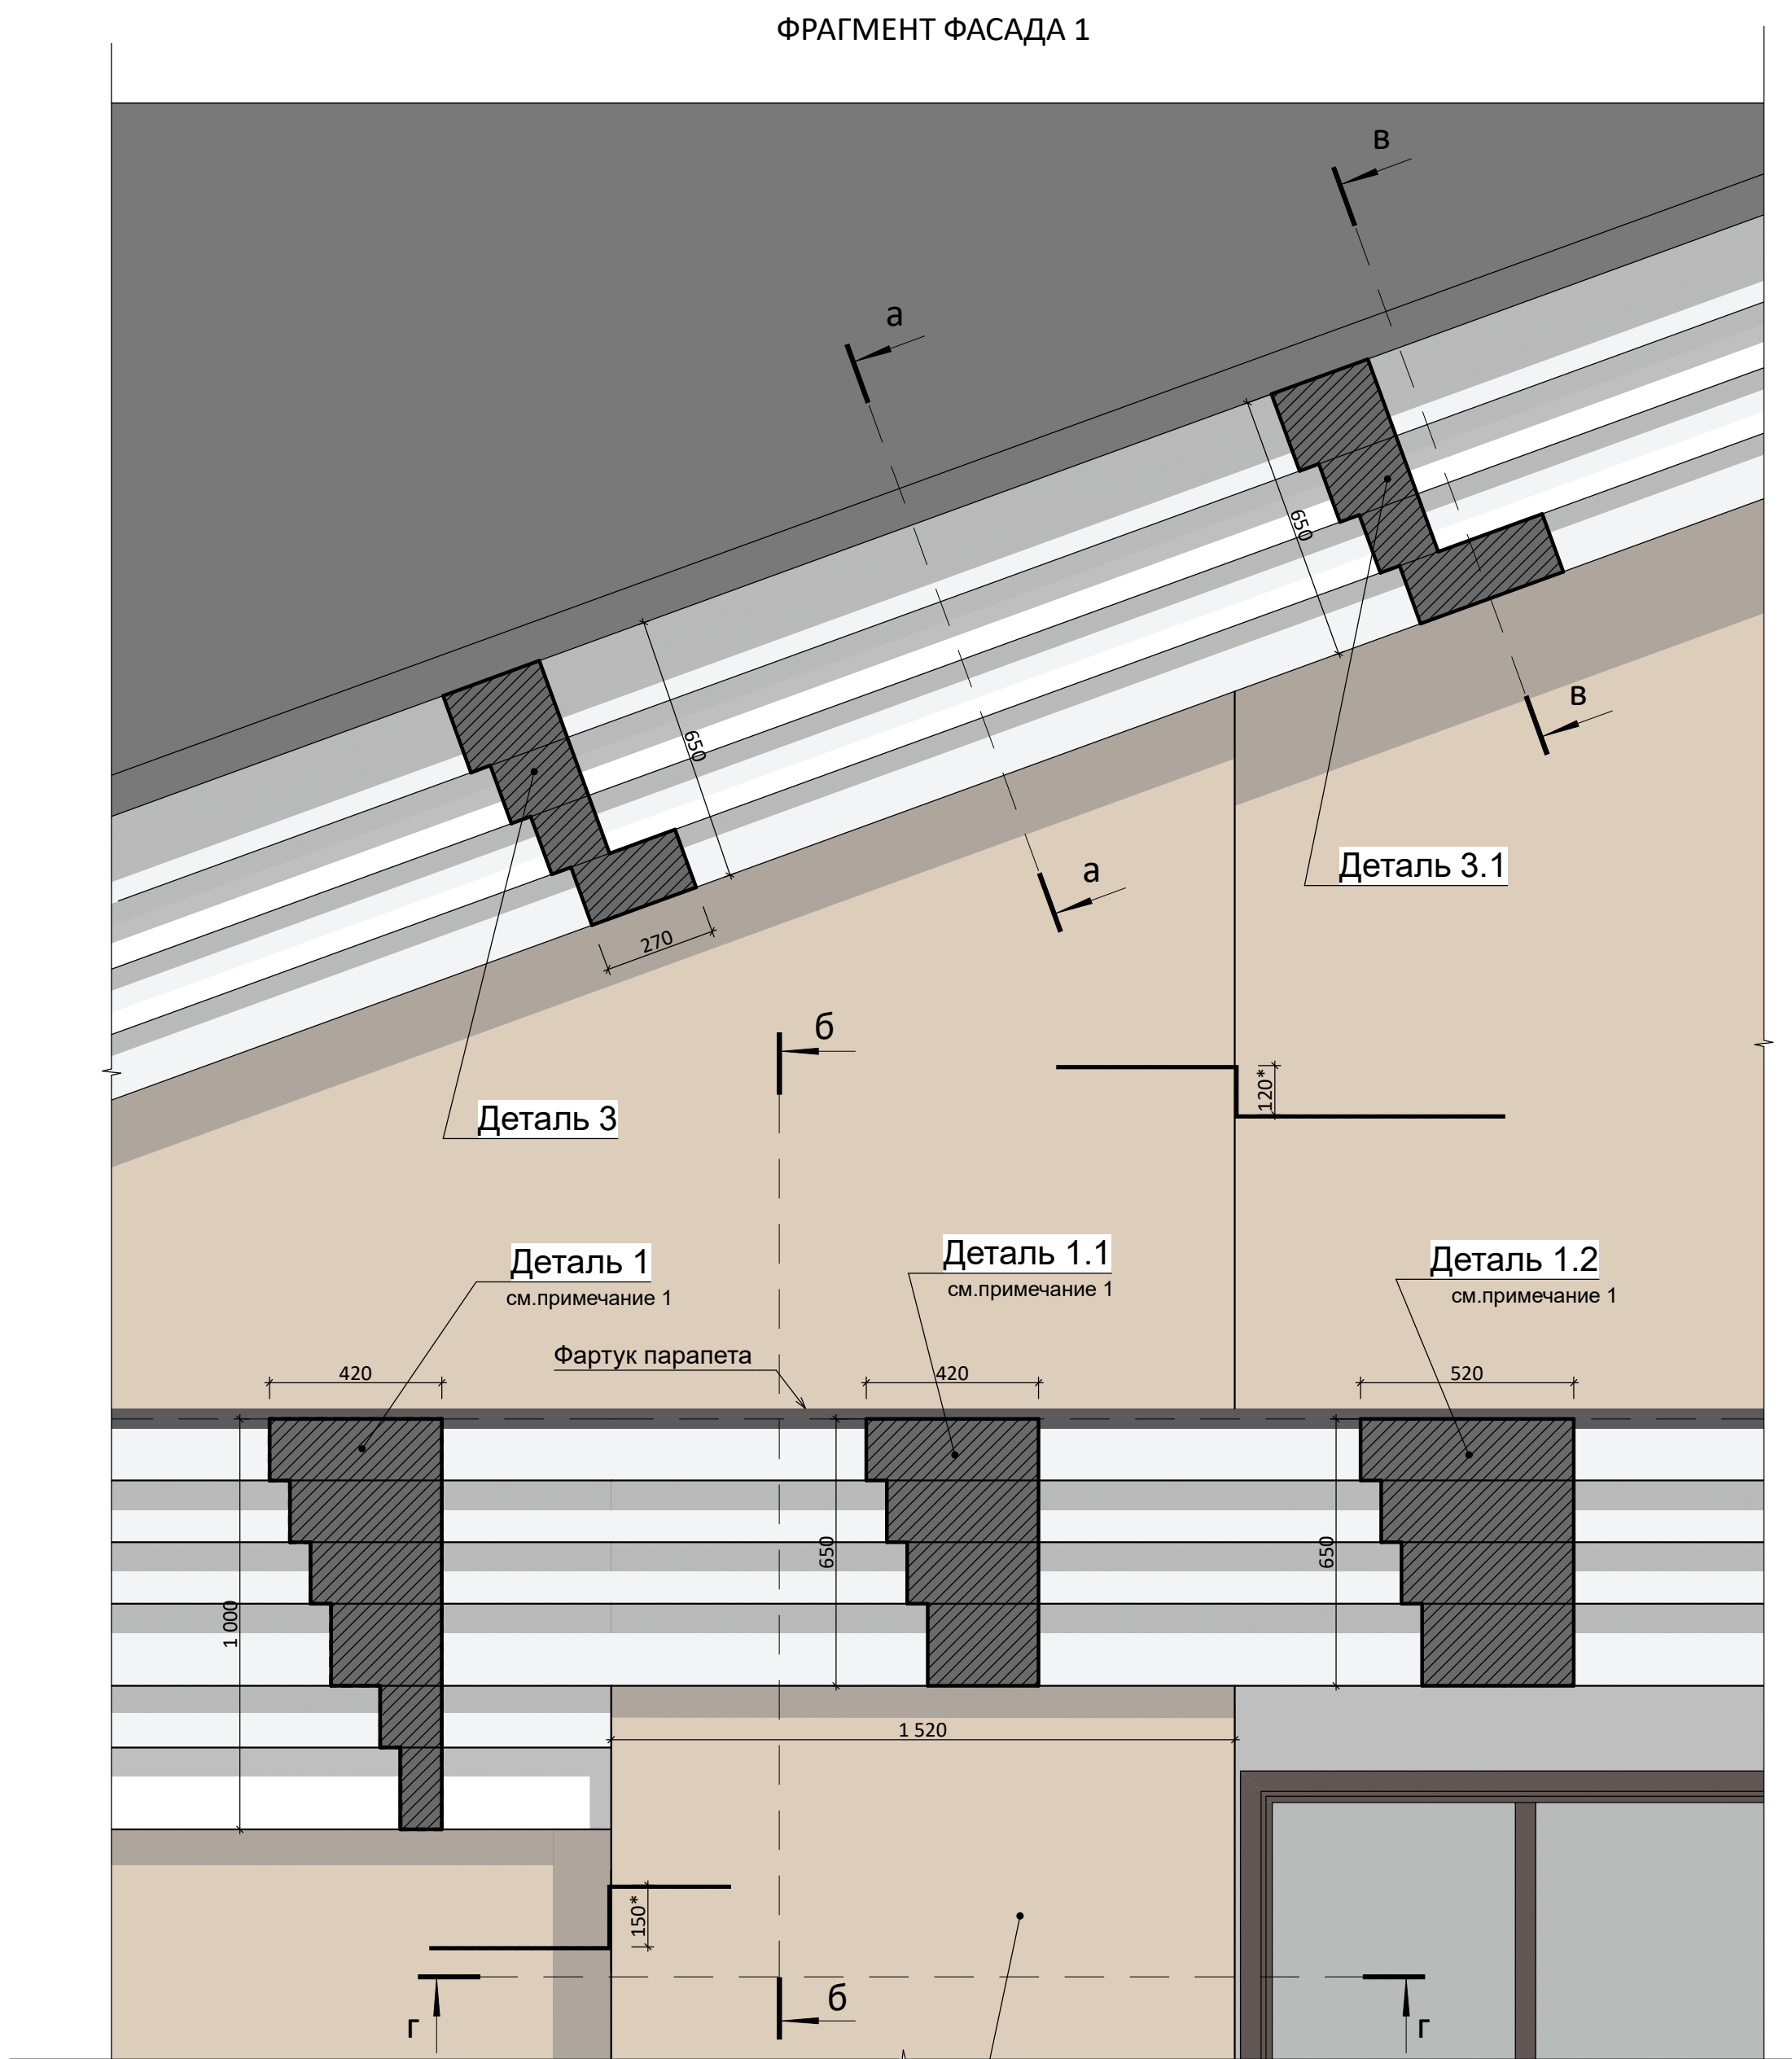 ФРАГМЕНТ ФАСАДА 1
в
а
650
650
в
Деталь 3.1
а
270
б
120*
Деталь 3
Деталь 1
см.примечание 1
Деталь 1.1
см.примечание 1
Деталь 1.2
см.примечание 1
Фартук парапета
420
420
520
650
650
1 000
1 520
150*
б
г
г